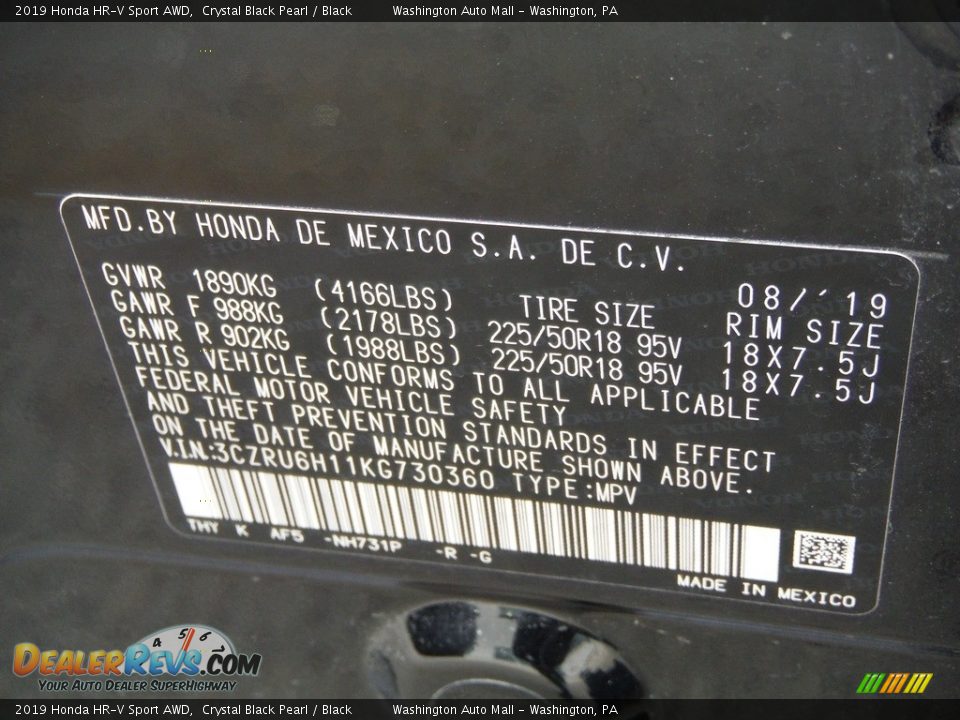 2019 Honda HR-V Sport AWD, Crystal Black Pearl / Black Washington Auto Mall - Washington, PA
MFD.BY HONDA DE MEXICO S.A. DE C.V.
08/'19
GVWR 1890KG (4166LBS) TIRE SIZE RIM SIZE
GAWR F 988KG (2178LBS) 225/50R18 95V 18X7.5J
GAWR R 902KG (1988LBS) 225/50R18 95V 18X7.5J
THIS VEHICLE CONFORMS TO ALL APPLICABLE
FEDERAL MOTOR VEHICLE SAFETY
AND THEFT PREVENTION STANDARDS IN EFFECT
ON THE DATE OF MANUFACTURE SHOWN ABOVE.
V.I.N:3CZRU6H11KG730360 TYPE:MPV
THY K AF5 -NH731P -R -G
MADE IN MEXICO
4 5 6
DEALERREVS.COM
YOUR AUTO DEALER SUPERHIGHWAY
2019 Honda HR-V Sport AWD, Crystal Black Pearl / Black Washington Auto Mall - Washington, PA